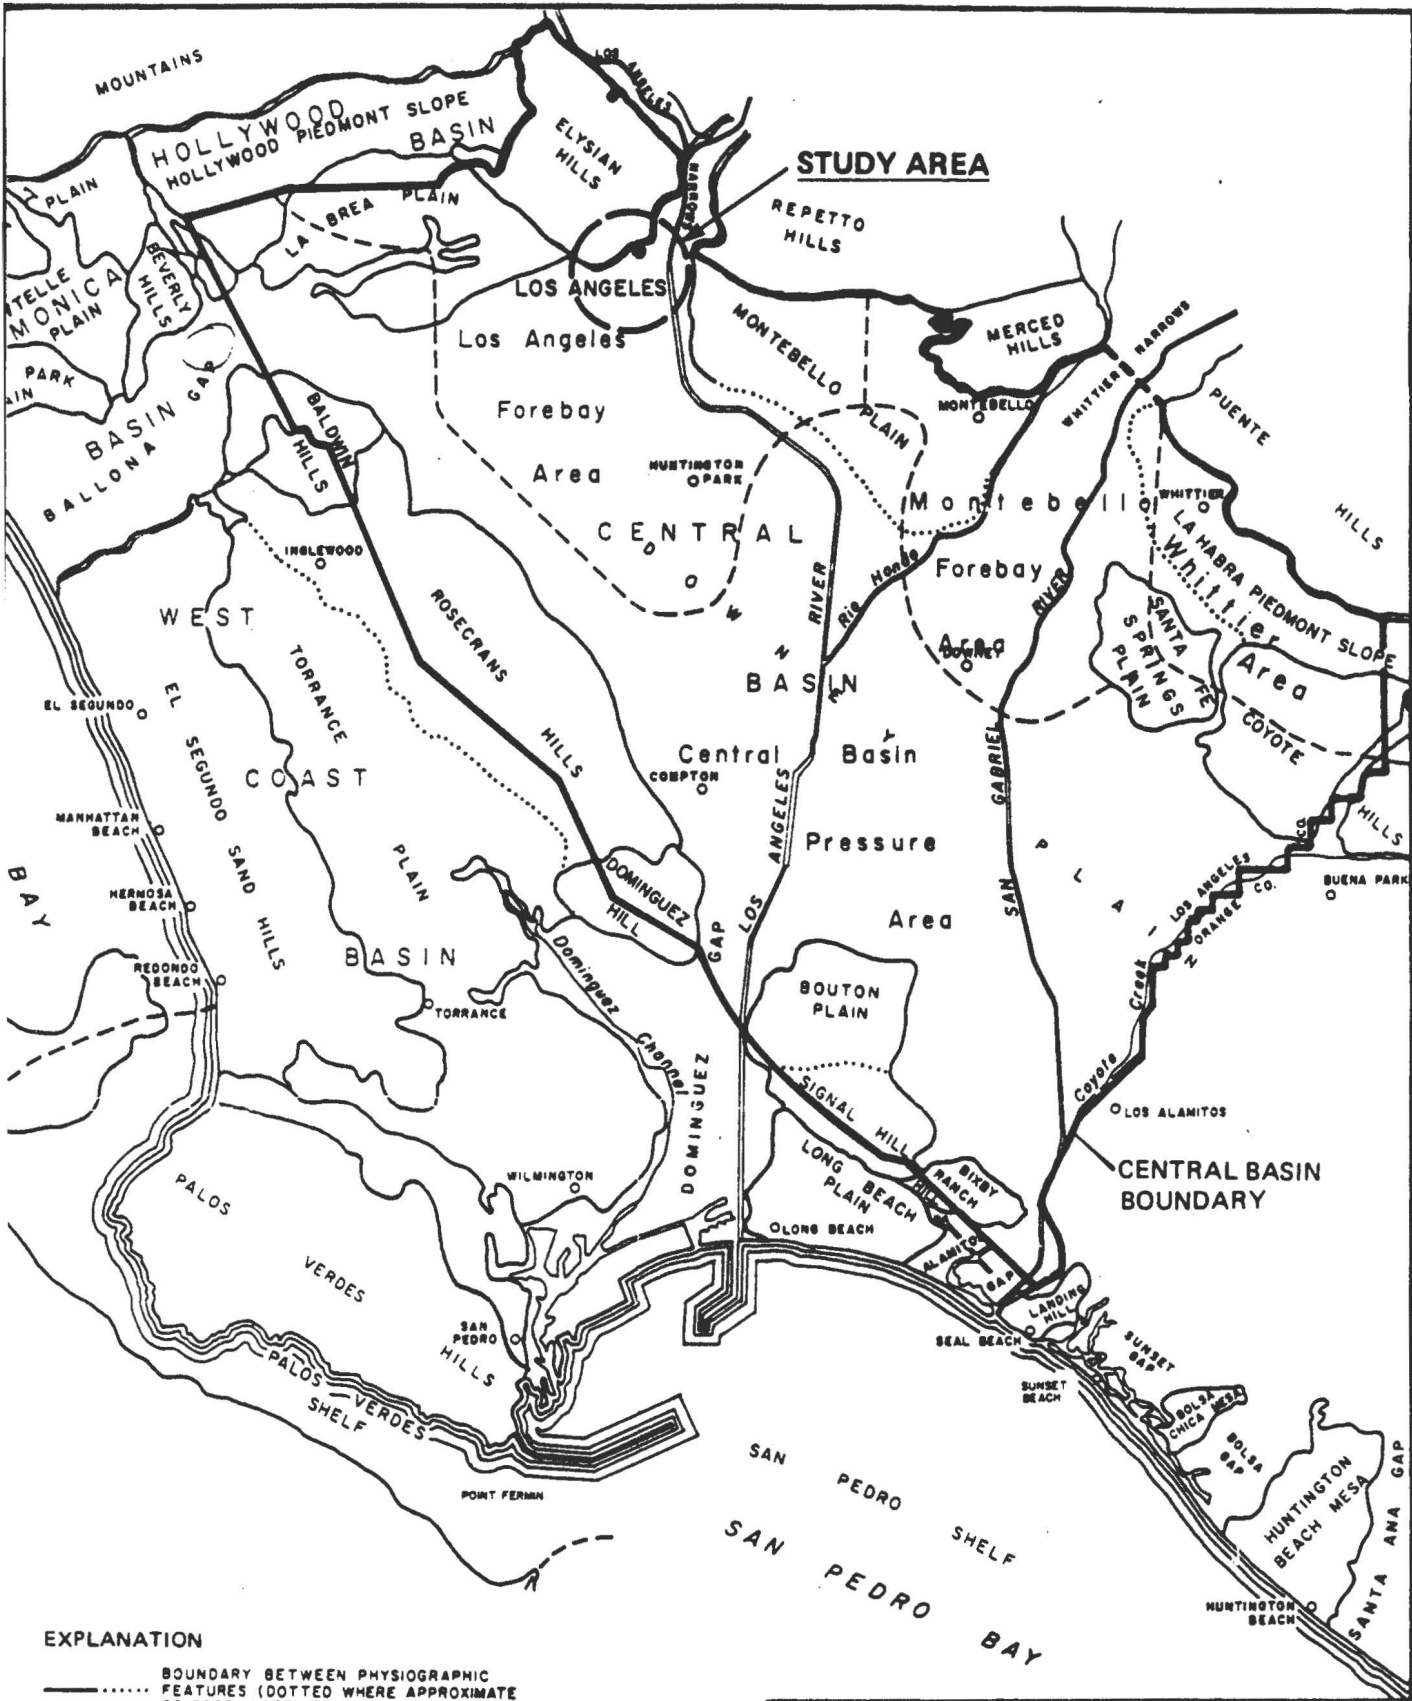 MOUNTAINS
HOLLYWOOD
HOLLYWOOD PIEDMONT SLOPE
BASIN
LOS ANGELES
NARROWS
ELYSIAN
HILLS
STUDY AREA
REPETTO
HILLS
PLAIN
LA BREA PLAIN
BEVERLY
HILLS
MONICA
PLAIN
PARK
LOS ANGELES
Los Angeles
Forebay
Area
MONTEBELLO
PLAIN
MERCED
HILLS
MONTEBELLO
WHITTIER NARROWS
PUENTE
HILLS
BASIN
BALLONA GAP
BALDWIN
HILLS
HUNTINGTON
PARK
CENTRAL
BASIN
DOWNEY
PLAIN
Montebello
Forebay
Area
DOWNEY
WHITTIER
LA HABRA PIEDMONT SLOPE
Whittier
Area
SANTA FE
SPRINGS
PLAIN
COYOTE
HILLS
INGLEWOOD
WEST
COAST
BASIN
ROSECRANS
HILLS
TORRANCE
PLAIN
EL SEGUNDO
EL SEGUNDO SAND HILLS
Rio Hondo
LOS ANGELES RIVER
SAN GABRIEL RIVER
Central Basin
Pressure
Area
COMPTON
MANHATTAN
BEACH
BAY
HERMOSA
BEACH
REDONDO
BEACH
TORRANCE
DOMINGUEZ
HILL
Dominguez Channel
DOMINGUEZ GAP
BOUTON
PLAIN
LOS ANGELES CO.
ORANGE CO.
BUENA PARK
Coyote Creek
LOS ALAMITOS
CENTRAL BASIN
BOUNDARY
SIGNAL HILL
BIXBY
RANCH
HILL
LONG BEACH
PLAIN
LONG BEACH
ALAMITOS
GAP
LANDING
HILL
SEAL BEACH
SUNSET
GAP
SUNSET
BEACH
BOLSA
CHICA MESA
BOLSA
GAP
HUNTINGTON
BEACH MESA
SANTA ANA GAP
HUNTINGTON
BEACH
WILMINGTON
PALOS
VERDES
HILLS
SAN
PEDRO
PALOS VERDES
SHELF
POINT FERMIN
SAN PEDRO SHELF
SAN PEDRO BAY
EXPLANATION
BOUNDARY BETWEEN PHYSIOGRAPHIC
FEATURES (DOTTED WHERE APPROXIMATE